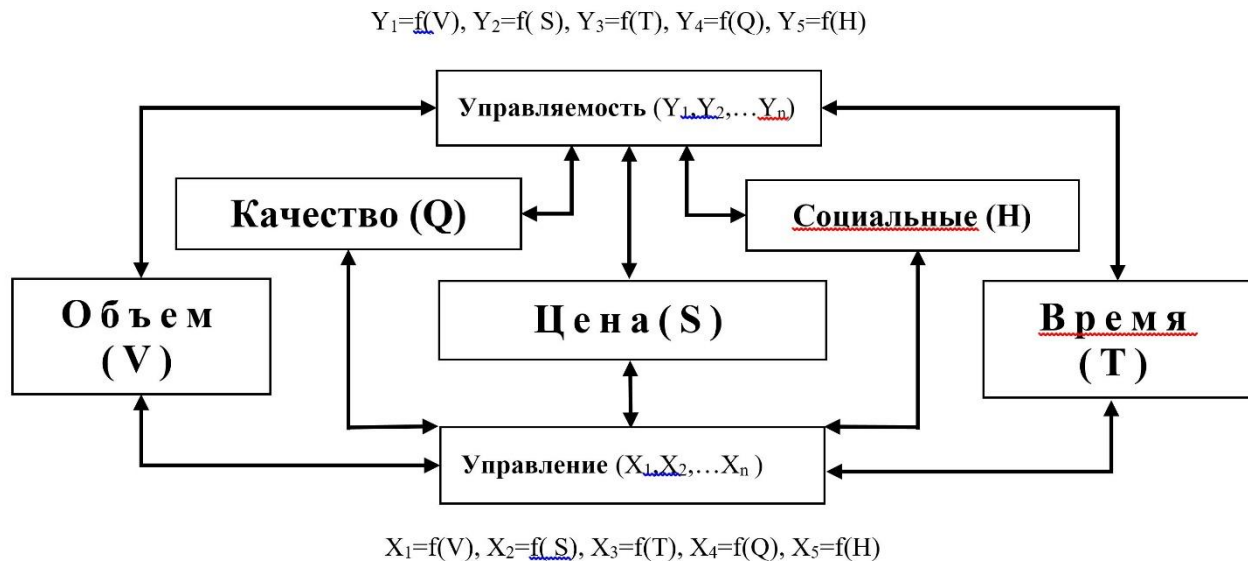 Y₁=f(V), Y₂=f( S), Y₃=f(T), Y₄=f(Q), Y₅=f(H)
Управляемость (Y₁,Y₂,…Yₙ)
Качество (Q)
Социальные (H)
Объем
(V)
Цена(S)
Время
(T)
Управление (X₁,X₂,…Xₙ )
X₁=f(V), X₂=f( S), X₃=f(T), X₄=f(Q), X₅=f(H)